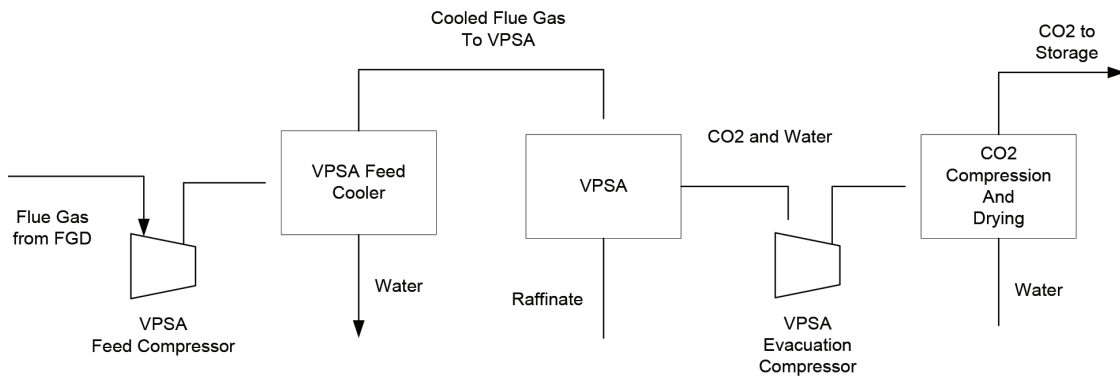 Cooled Flue Gas
To VPSA
CO2 to
Storage
Flue Gas
from FGD
VPSA
Feed Compressor
VPSA Feed
Cooler
Water
VPSA
Raffinate
CO2 and Water
VPSA
Evacuation
Compressor
CO2
Compression
And
Drying
Water